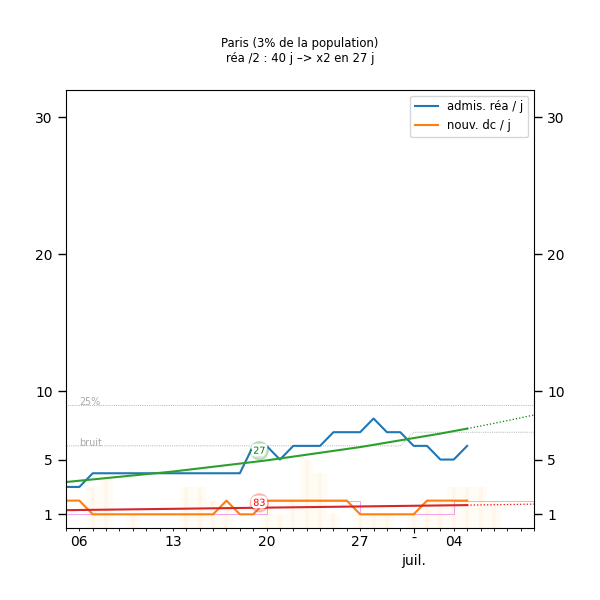 Paris (3% de la population)
réa /2 : 40 j –> x2 en 27 j
admis. réa / j
nouv. dc / j
30 30
20 20
10 10
25%
bruit
27
5 5
83
1 1
06 13 20 27 - 04
juil.